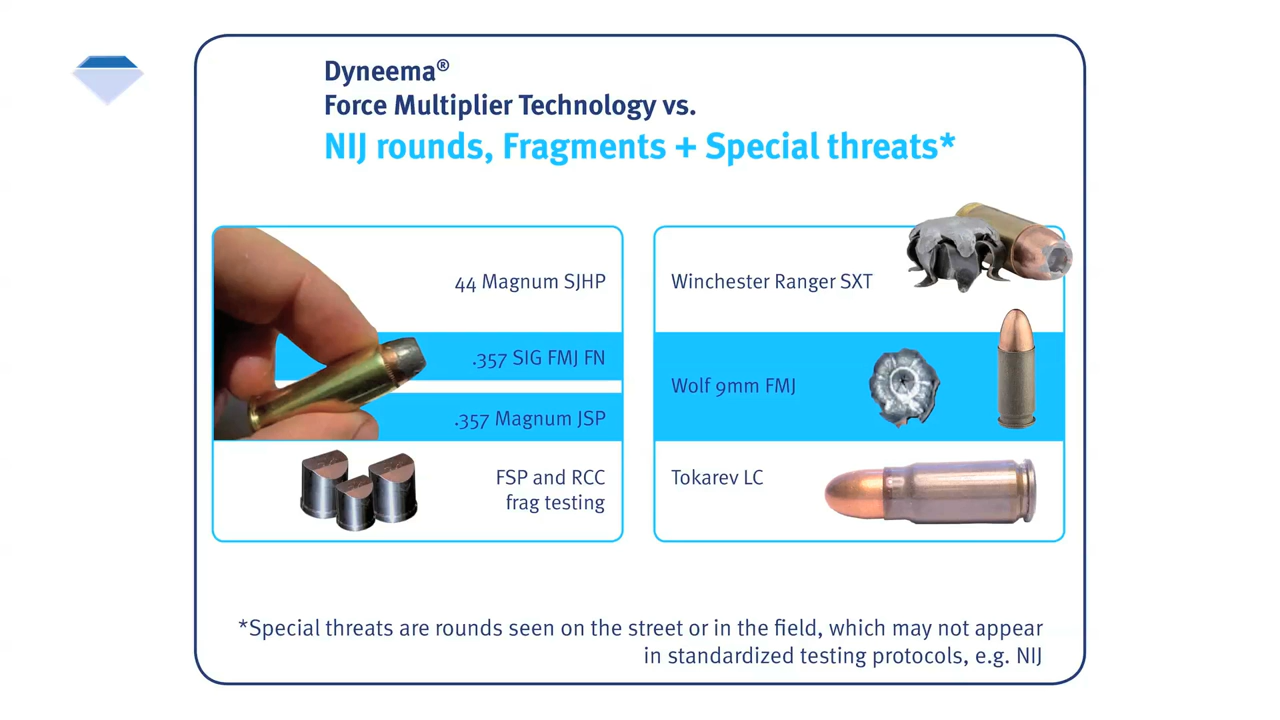 Dyneema®
Force Multiplier Technology vs.
NIJ rounds, Fragments + Special threats*
44 Magnum SJHP
.357 SIG FMJ FN
.357 Magnum JSP
FSP and RCC
frag testing
Winchester Ranger SXT
Wolf 9mm FMJ
Tokarev LC
*Special threats are rounds seen on the street or in the field, which may not appear
in standardized testing protocols, e.g. NIJ